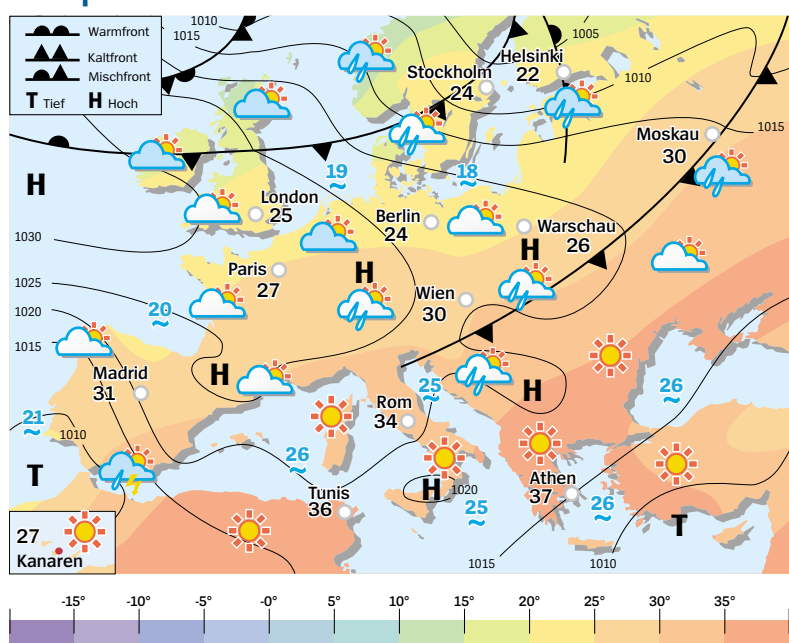 Warmfront
Kaltfront
Mischfront
T Tief H Hoch
1010
1015
1005
Helsinki
22
Stockholm
24
1010
1015
Moskau
30
H
19
18
London
25
Berlin
24
Warschau
26
H
1030
Paris
27
H
Wien
30
1025
1020
20
1015
Madrid
31
H
25
H
26
Rom
34
21
1010
26
T
H
1020
Athen
37
Tunis
36
25
26
T
27
Kanaren
1015
1010
-15° -10° -5° -0° 5° 10° 15° 20° 25° 30° 35°